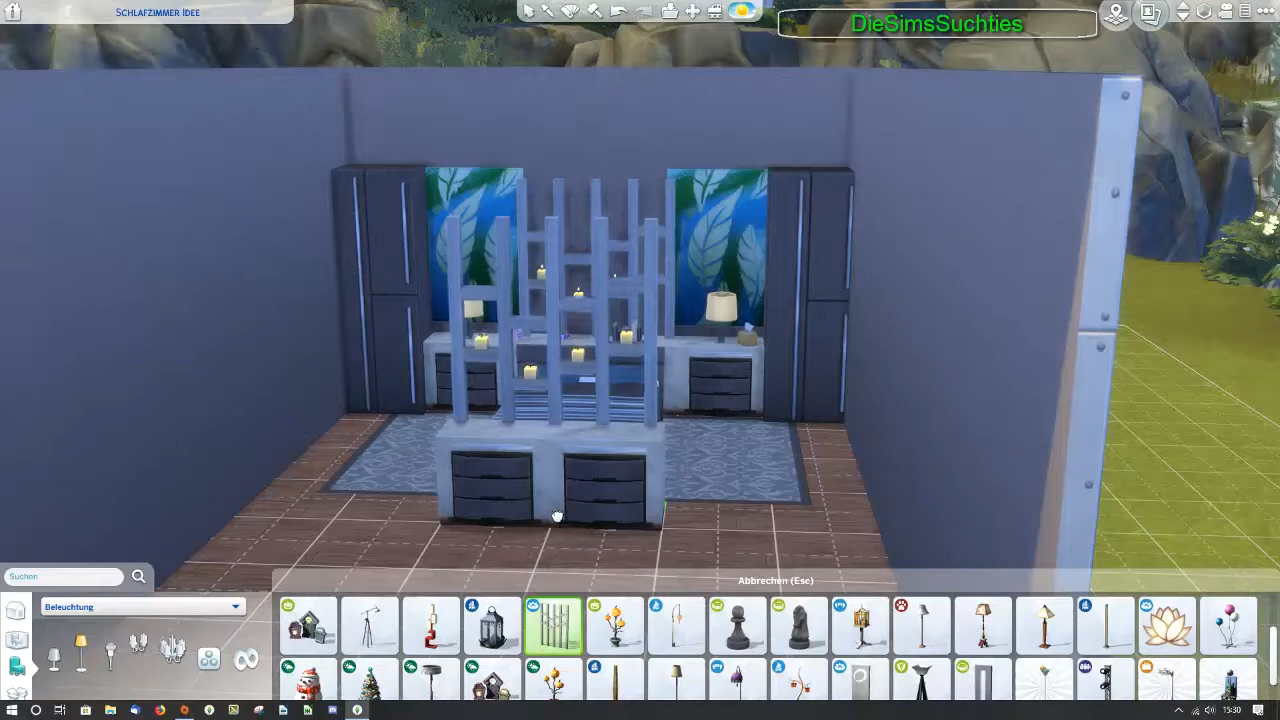 Schlafzimmer Idee
DieSimsSuchties
Abbrechen (Esc)
Suchen
Beleuchtung
15:30